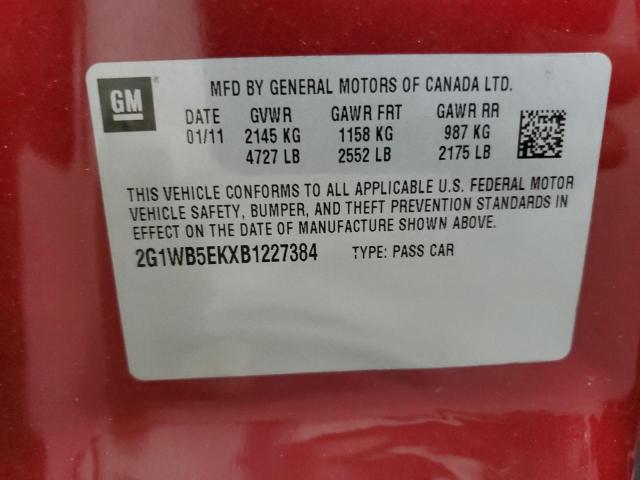 GM
®
MFD BY GENERAL MOTORS OF CANADA LTD.
DATE GVWR GAWR FRT GAWR RR
01/11 2145 KG 1158 KG 987 KG
4727 LB 2552 LB 2175 LB
THIS VEHICLE CONFORMS TO ALL APPLICABLE U.S. FEDERAL MOTOR
VEHICLE SAFETY, BUMPER, AND THEFT PREVENTION STANDARDS IN
EFFECT ON THE DATE OF MANUFACTURE SHOWN ABOVE.
2G1WB5EKXB1227384 TYPE: PASS CAR